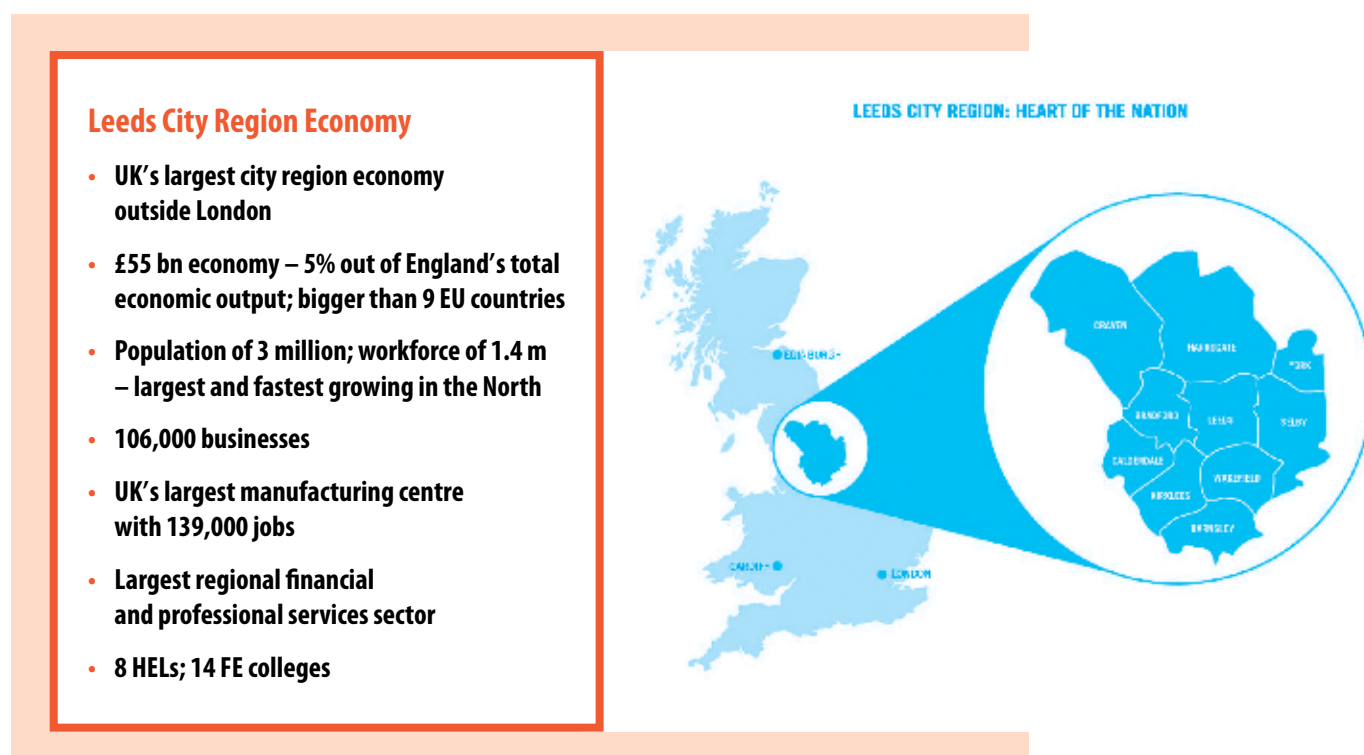 Leeds City Region Economy
• UK’s largest city region economy
outside London
• £55 bn economy – 5% out of England’s total
economic output; bigger than 9 EU countries
• Population of 3 million; workforce of 1.4 m
– largest and fastest growing in the North
• 106,000 businesses
• UK’s largest manufacturing centre
with 139,000 jobs
• Largest regional financial
and professional services sector
• 8 HELs; 14 FE colleges
LEEDS CITY REGION: HEART OF THE NATION
EDINBURGH
CARDIFF
LONDON
CRAVEN
HARROGATE
YORK
BRADFORD
LEEDS
SELBY
CALDERDALE
WAKEFIELD
KIRKLEES
BARNSLEY